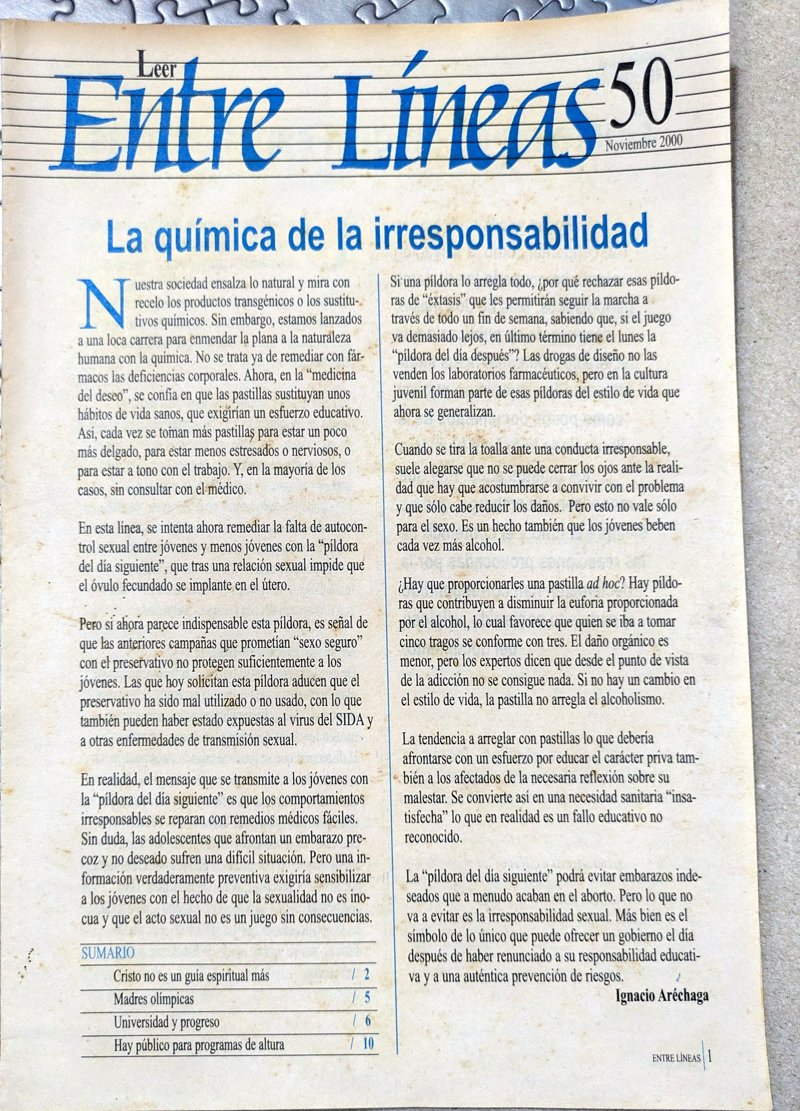 Leer
Entre Líneas
50
Noviembre 2000
La química de la irresponsabilidad
Nuestra sociedad ensalza lo natural y mira con
recelo los productos transgénicos o los sustitu-
tivos químicos. Sin embargo, estamos lanzados
a una loca carrera para enmendar la plana a la naturaleza
humana con la química. No se trata ya de remediar con fár-
macos las deficiencias corporales. Ahora, en la “medicina
del deseo”, se confia en que las pastillas sustituyan unos
hábitos de vida sanos, que exigirían un esfuerzo educativo.
Así, cada vez se toman más pastillas para estar un poco
más delgado, para estar menos estresados o nerviosos, o
para estar a tono con el trabajo. Y, en la mayoría de los
casos, sin consultar con el médico.
En esta línea, se intenta ahora remediar la falta de autocon-
trol sexual entre jóvenes y menos jóvenes con la “píldora
del día siguiente”, que tras una relación sexual impide que
el óvulo fecundado se implante en el útero.
Pero si ahora parece indispensable esta píldora, es señal de
que las anteriores campañas que prometían “sexo seguro”
con el preservativo no protegen suficientemente a los
jóvenes. Las que hoy solicitan esta píldora aducen que el
preservativo ha sido mal utilizado o no usado, con lo que
también pueden haber estado expuestas al virus del SIDA y
a otras enfermedades de transmisión sexual.
En realidad, el mensaje que se transmite a los jóvenes con
la “píldora del día siguiente” es que los comportamientos
irresponsables se reparan con remedios médicos fáciles.
Sin duda, las adolescentes que afrontan un embarazo pre-
coz y no deseado sufren una difícil situación. Pero una in-
formación verdaderamente preventiva exigiría sensibilizar
a los jóvenes con el hecho de que la sexualidad no es ino-
cua y que el acto sexual no es un juego sin consecuencias.
SUMARIO
Cristo no es un guía espiritual más / 2
Madres olímpicas / 5
Universidad y progreso / 6
Hay público para programas de altura / 10
Si una píldora lo arregla todo, ¿por qué rechazar esas píldo-
ras de “éxtasis” que les permitirán seguir la marcha a
través de todo un fin de semana, sabiendo que, si el juego
va demasiado lejos, en último término tiene el lunes la
“píldora del día después”? Las drogas de diseño no las
venden los laboratorios farmacéuticos, pero en la cultura
juvenil forman parte de esas píldoras del estilo de vida que
ahora se generalizan.
Cuando se tira la toalla ante una conducta irresponsable,
suele alegarse que no se puede cerrar los ojos ante la reali-
dad que hay que acostumbrarse a convivir con el problema
y que sólo cabe reducir los daños. Pero esto no vale sólo
para el sexo. Es un hecho también que los jóvenes beben
cada vez más alcohol.
¿Hay que proporcionarles una pastilla ad hoc? Hay píldo-
ras que contribuyen a disminuir la euforia proporcionada
por el alcohol, lo cual favorece que quien se iba a tomar
cinco tragos se conforme con tres. El daño orgánico es
menor, pero los expertos dicen que desde el punto de vista
de la adicción no se consigue nada. Si no hay un cambio en
el estilo de vida, la pastilla no arregla el alcoholismo.
La tendencia a arreglar con pastillas lo que debería
afrontarse con un esfuerzo por educar el carácter priva tam-
bién a los afectados de la necesaria reflexión sobre su
malestar. Se convierte así en una necesidad sanitaria “insa-
tisfecha” lo que en realidad es un fallo educativo no
reconocido.
La “píldora del día siguiente” podrá evitar embarazos inde-
seados que a menudo acaban en el aborto. Pero lo que no
va a evitar es la irresponsabilidad sexual. Más bien es el
símbolo de lo único que puede ofrecer un gobierno el día
después de haber renunciado a su responsabilidad educati-
va y a una auténtica prevención de riesgos.
Ignacio Aréchaga
ENTRE LÍNEAS 1